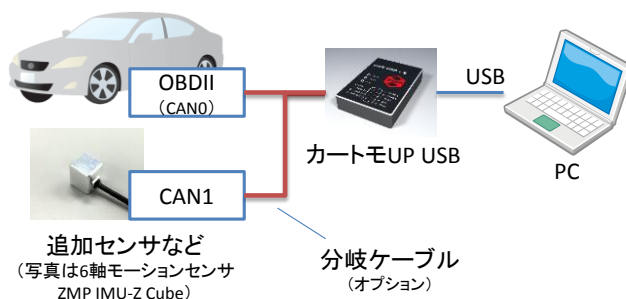 OBDII
（CAN0）
USB
カートモUP USB
PC
CAN1
追加センサなど
（写真は6軸モーションセンサ
ZMP IMU-Z Cube）
分岐ケーブル
（オプション）